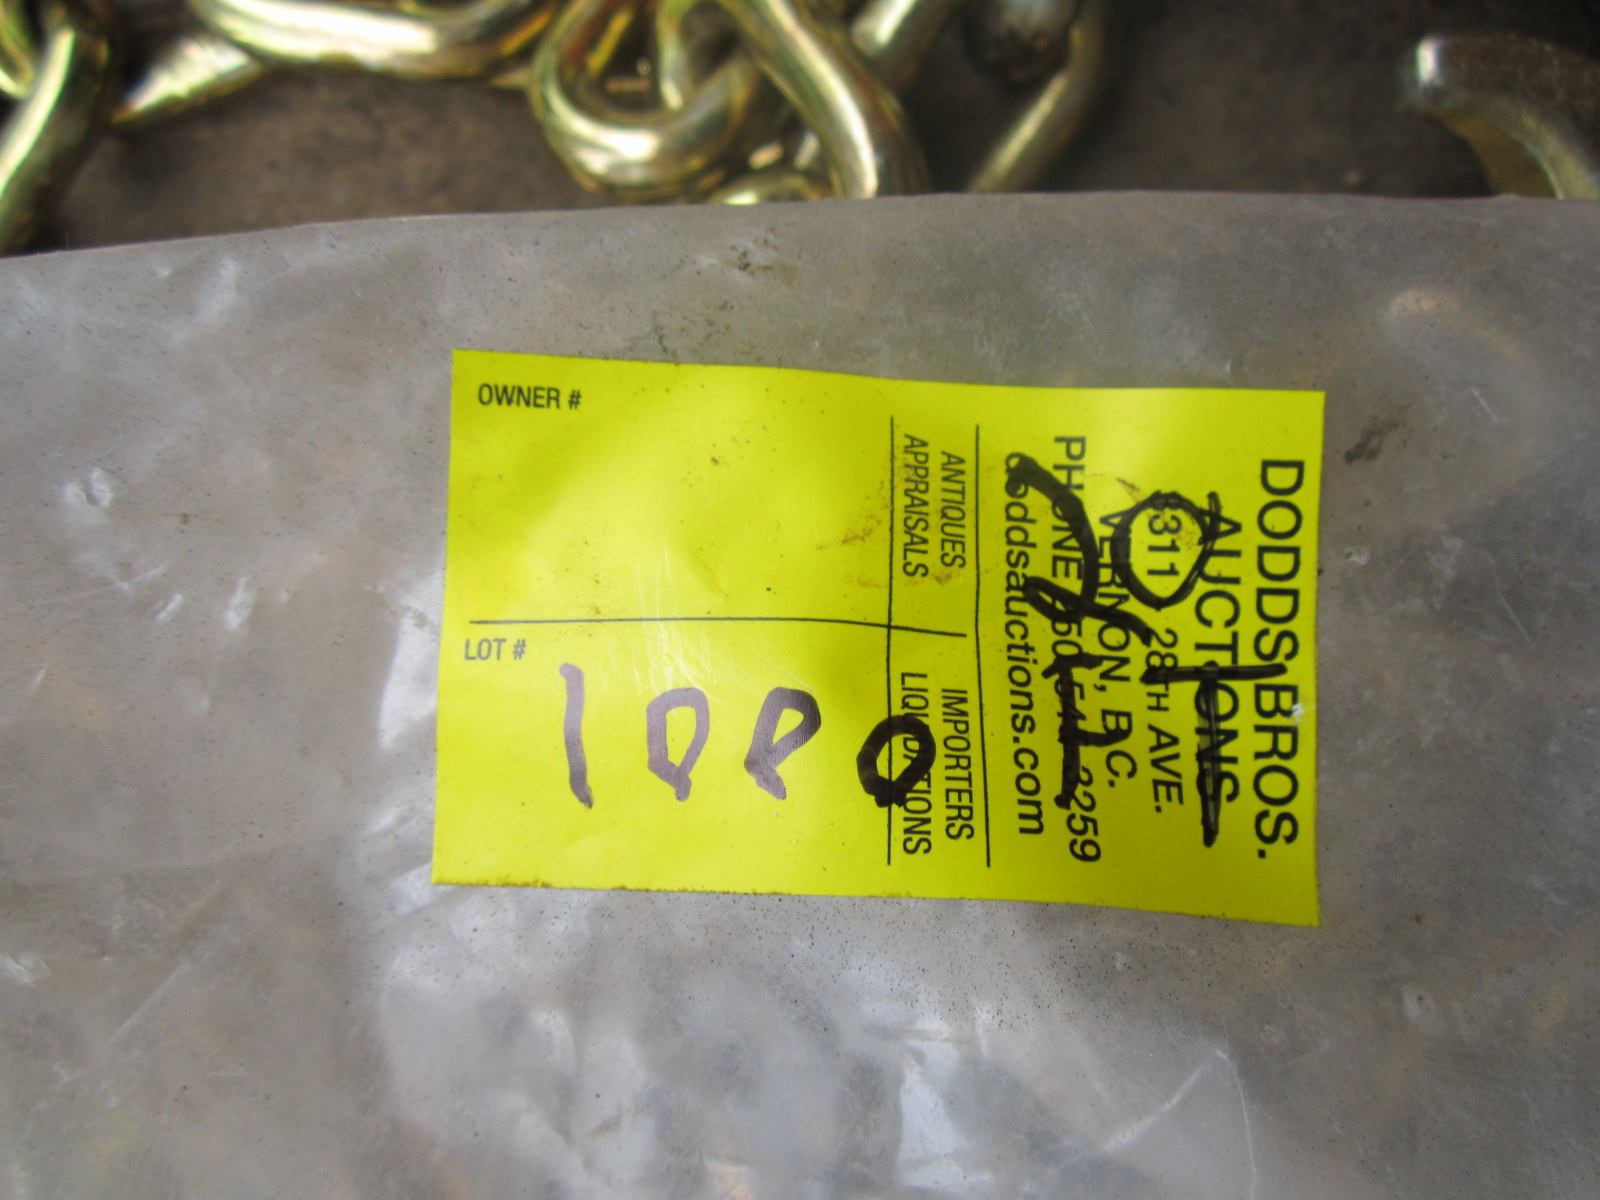 DODDS BROS.
AUCTIONS
3311 28TH AVE.
VERNON, B.C.
PHONE 250 545-3259
doddsauctions.com
ANTIQUES
APPRAISALS
IMPORTERS
LIQUIDATIONS
OWNER #
LOT #
1000
20